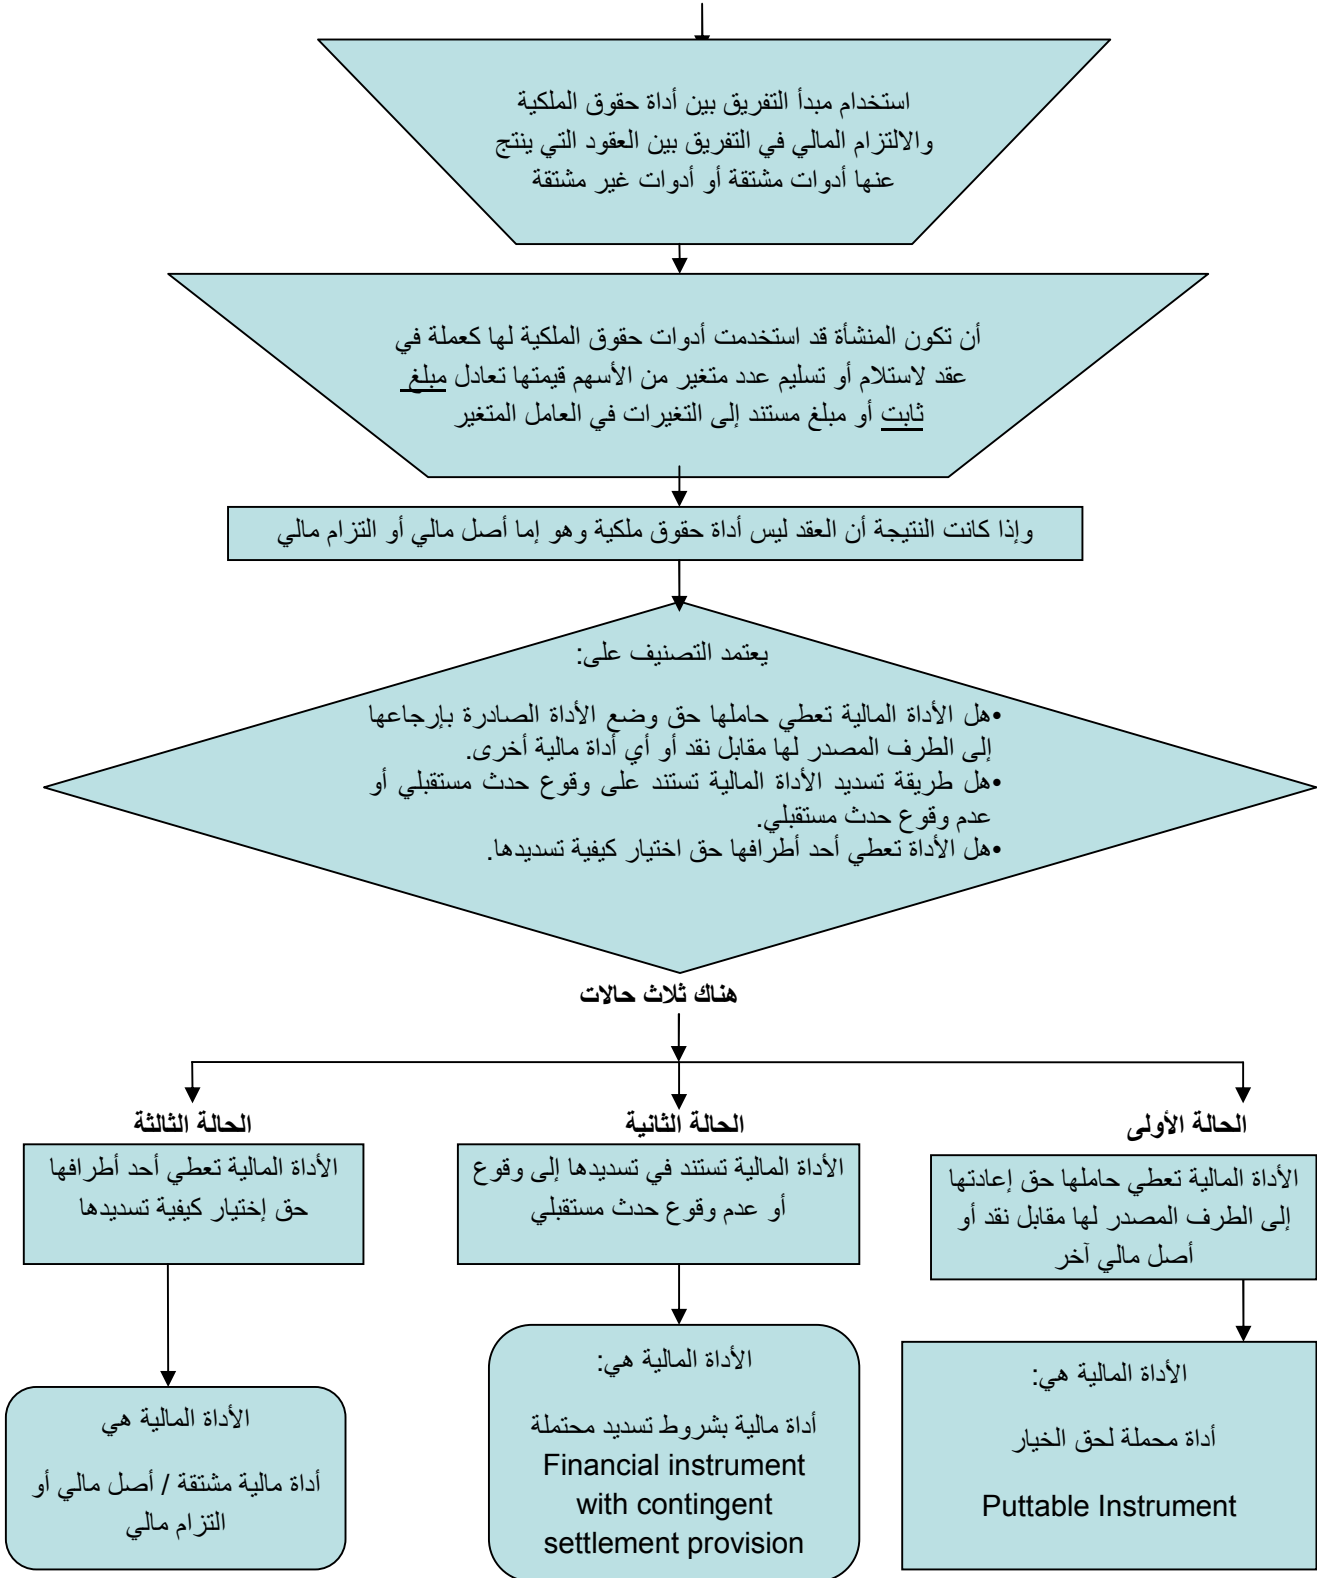 استخدام مبدأ التفريق بين أداة حقوق الملكية
والالتزام المالي في التفريق بين العقود التي ينتج
عنها أدوات مشتقة أو أدوات غير مشتقة
أن تكون المنشأة قد استخدمت أدوات حقوق الملكية لها كعملة في
عقد لاستلام أو تسليم عدد متغير من الأسهم قيمتها تعادل مبلغ
ثابت أو مبلغ مستند إلى التغيرات في العامل المتغير
وإذا كانت النتيجة أن العقد ليس أداة حقوق ملكية وهو إما أصل مالي أو التزام مالي
يعتمد التصنيف على:
•هل الأداة المالية تعطي حاملها حق وضع الأداة الصادرة بإرجاعها
إلى الطرف المصدر لها مقابل نقد أو أي أداة مالية أخرى.
•هل طريقة تسديد الأداة المالية تستند على وقوع حدث مستقبلي أو
عدم وقوع حدث مستقبلي.
•هل الأداة تعطي أحد أطرافها حق اختيار كيفية تسديدها.
هناك ثلاث حالات
الحالة الأولى
الأداة المالية تعطي حاملها حق إعادتها
إلى الطرف المصدر لها مقابل نقد أو
أصل مالي آخر
الأداة المالية هي:
أداة محملة لحق الخيار
Puttable Instrument
الحالة الثانية
الأداة المالية تستند في تسديدها إلى وقوع
أو عدم وقوع حدث مستقبلي
الأداة المالية هي:
أداة مالية بشروط تسديد محتملة
Financial instrument
with contingent
settlement provision
الحالة الثالثة
الأداة المالية تعطي أحد أطرافها
حق إختيار كيفية تسديدها
الأداة المالية هي
أداة مالية مشتقة / أصل مالي أو
التزام مالي